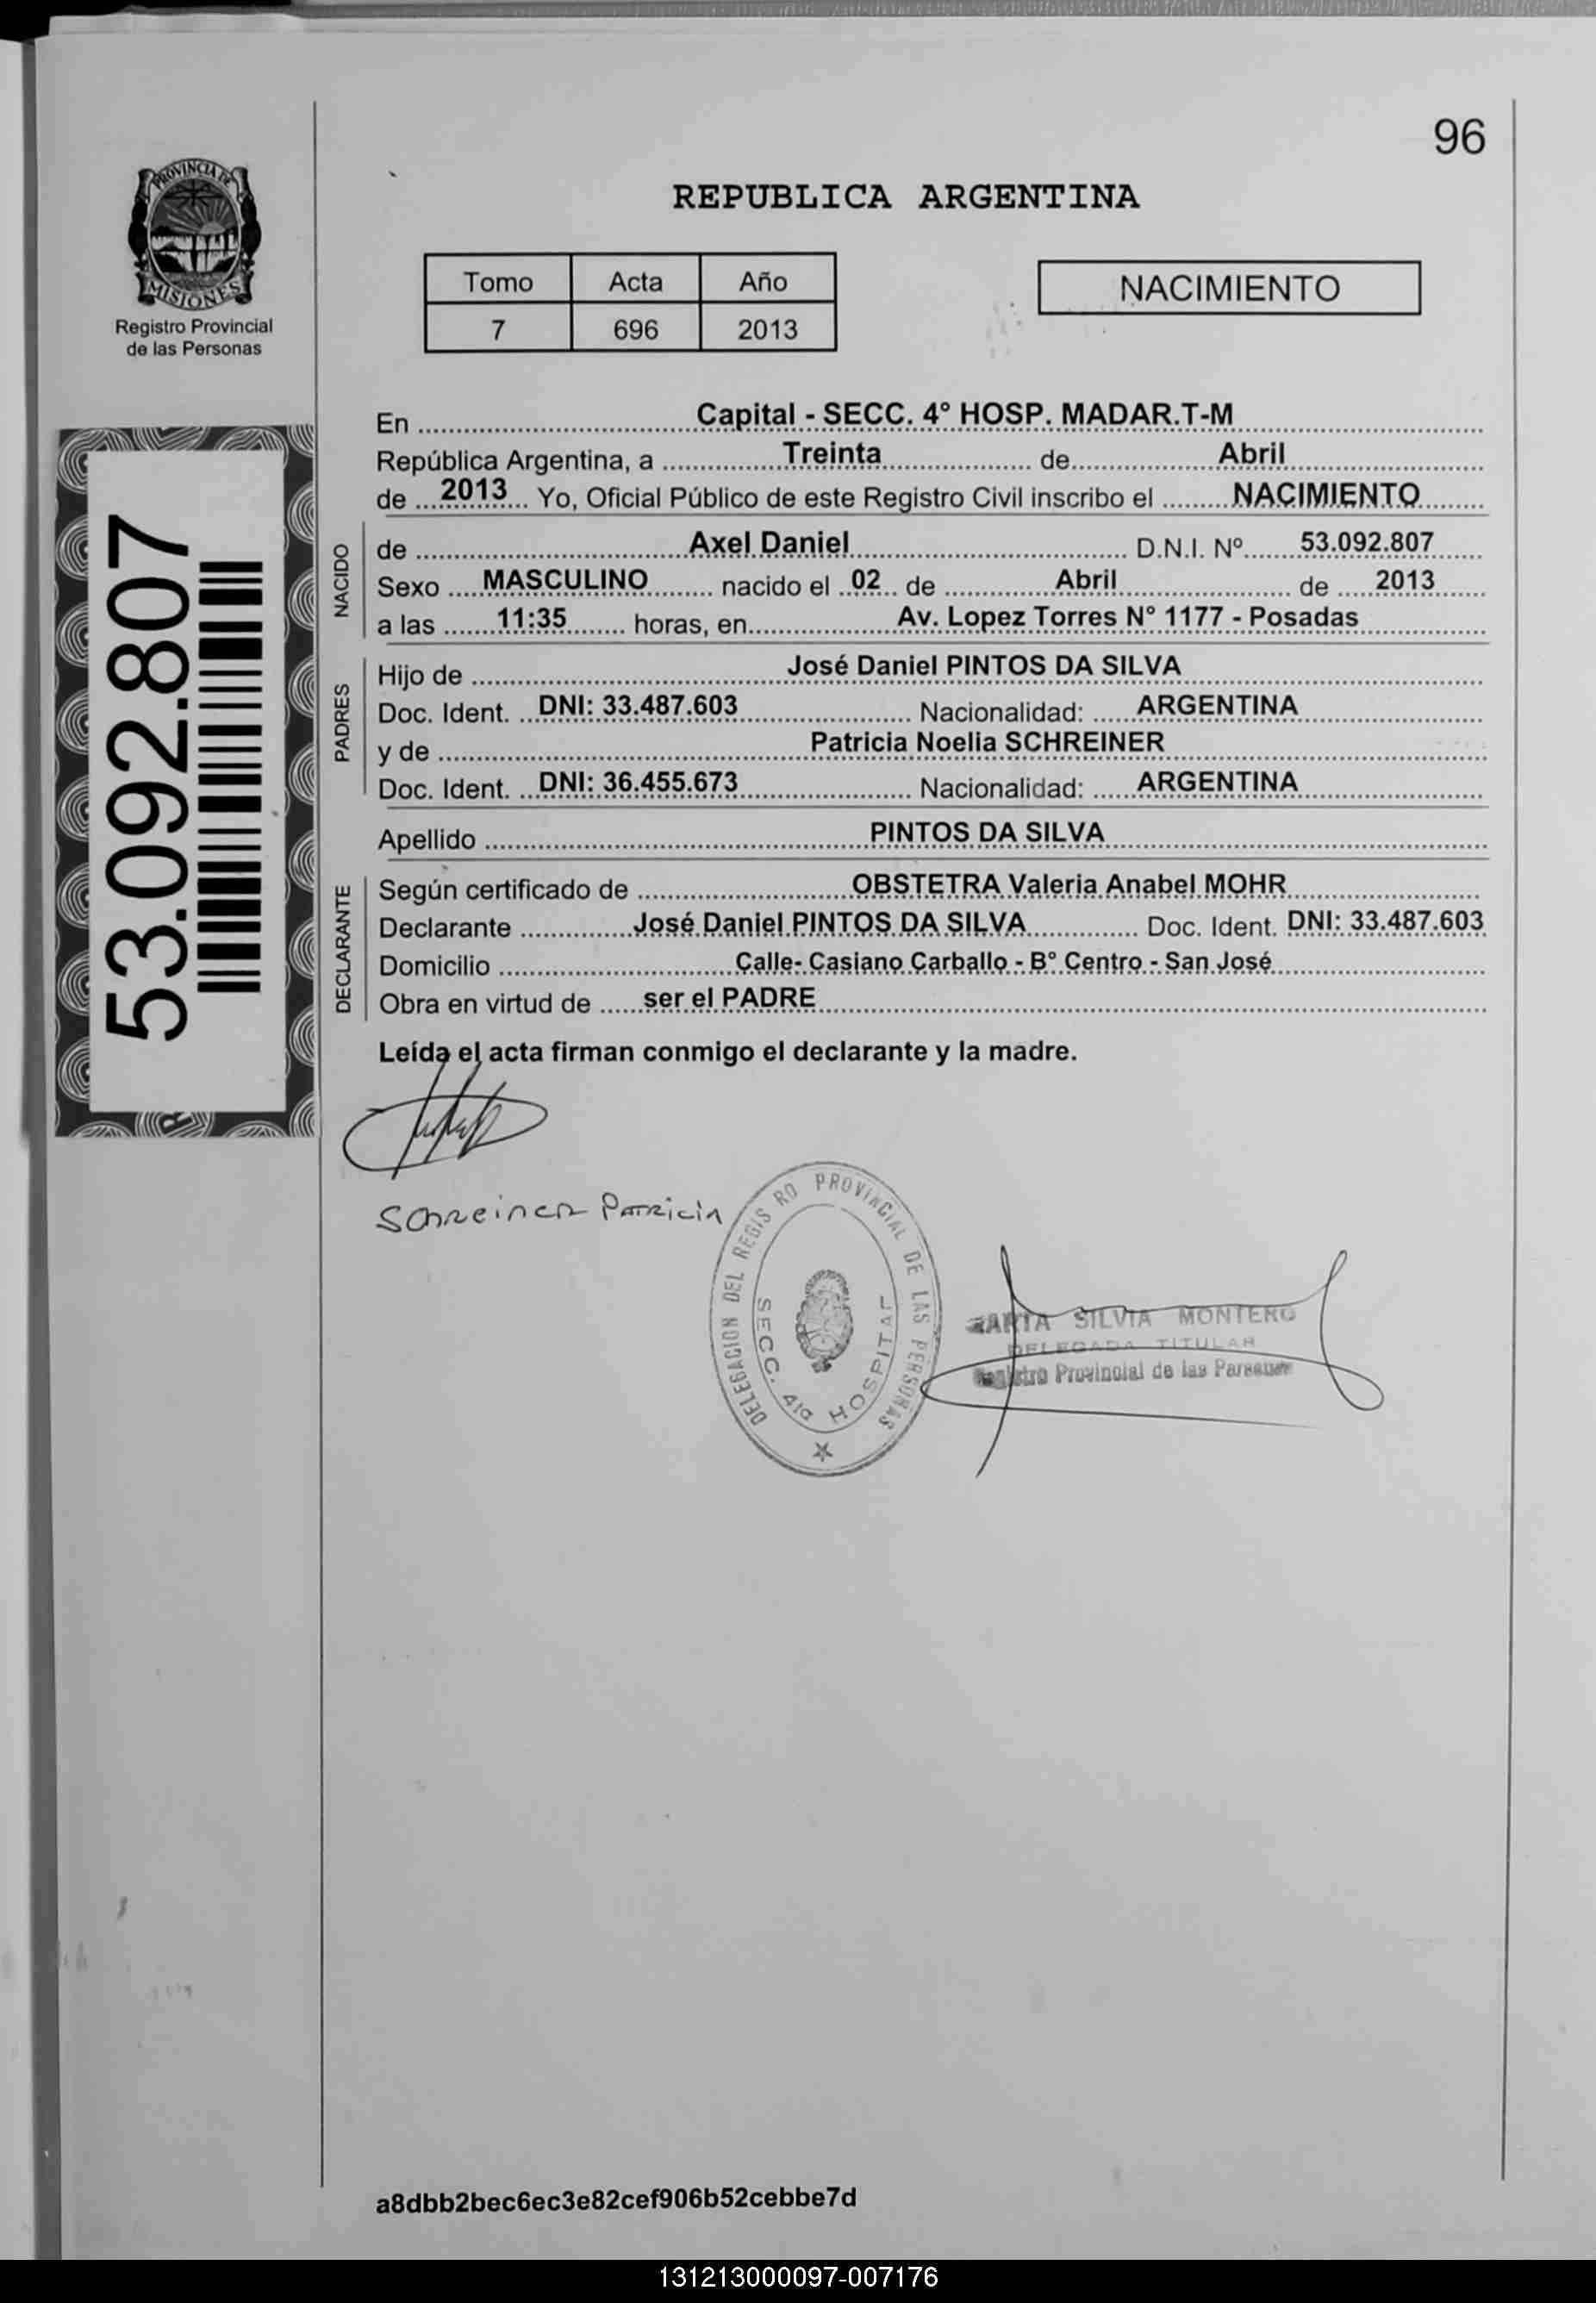 96
PROVINCIA DE
MISIONES
Registro Provincial
de las Personas
REPUBLICA ARGENTINA
Tomo Acta Año
7 696 2013
NACIMIENTO
53.092.807
En Capital - SECC. 4° HOSP. MADAR.T-M
República Argentina, a Treinta de Abril
de 2013 Yo, Oficial Público de este Registro Civil inscribo el NACIMIENTO
NACIDO
de Axel Daniel D.N.I. Nº 53.092.807
Sexo MASCULINO nacido el 02 de Abril de 2013
a las 11:35 horas, en Av. Lopez Torres N° 1177 - Posadas
PADRES
Hijo de José Daniel PINTOS DA SILVA
Doc. Ident. DNI: 33.487.603 Nacionalidad: ARGENTINA
y de Patricia Noelia SCHREINER
Doc. Ident. DNI: 36.455.673 Nacionalidad: ARGENTINA
Apellido PINTOS DA SILVA
DECLARANTE
Según certificado de OBSTETRA Valeria Anabel MOHR
Declarante José Daniel PINTOS DA SILVA Doc. Ident. DNI: 33.487.603
Domicilio Calle- Casiano Carballo - B° Centro - San José
Obra en virtud de ser el PADRE
Leída el acta firman conmigo el declarante y la madre.
Schreiner Patricia
DELEGACION DEL REGIS RO PROVINCIAL DE LAS PERSONAS
SECC. 4ta HOSPITAL
SILVIA MONTERO
DELEGADA TITULAR
Registro Provincial de las Personas
a8dbb2bec6ec3e82cef906b52cebbe7d
131213000097-007176